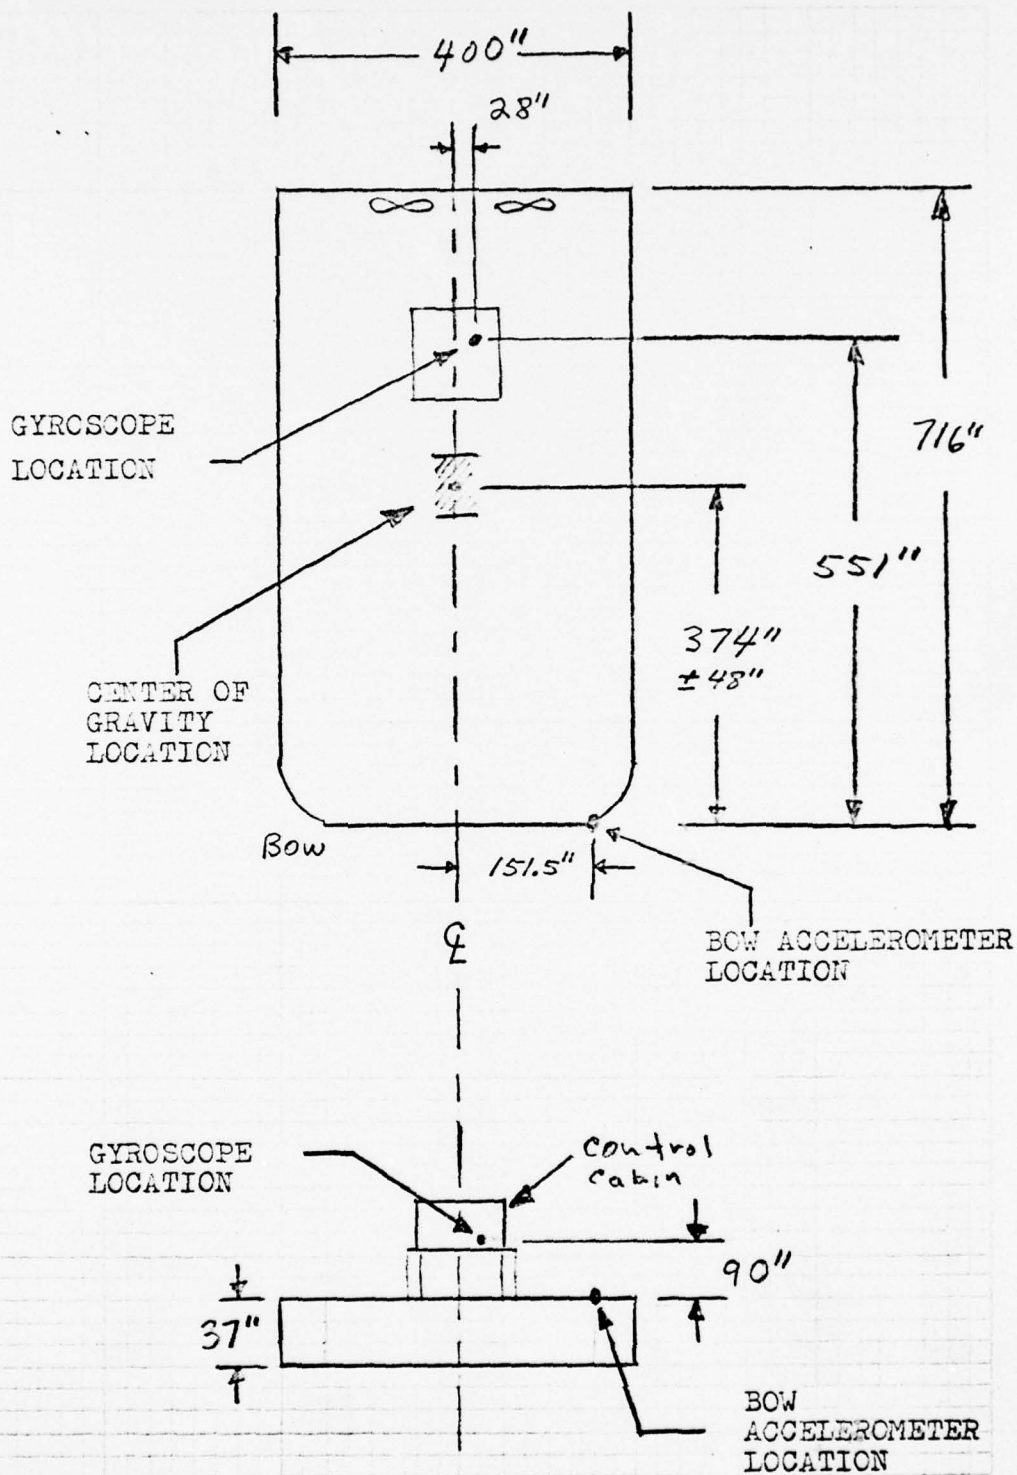 400"
28"
GYROSCOPE
LOCATION
716"
551"
374"
±48"
CENTER OF
GRAVITY
LOCATION
Bow
151.5"
℄
BOW ACCELEROMETER
LOCATION
GYROSCOPE
LOCATION
control
cabin
90"
37"
BOW
ACCELEROMETER
LOCATION